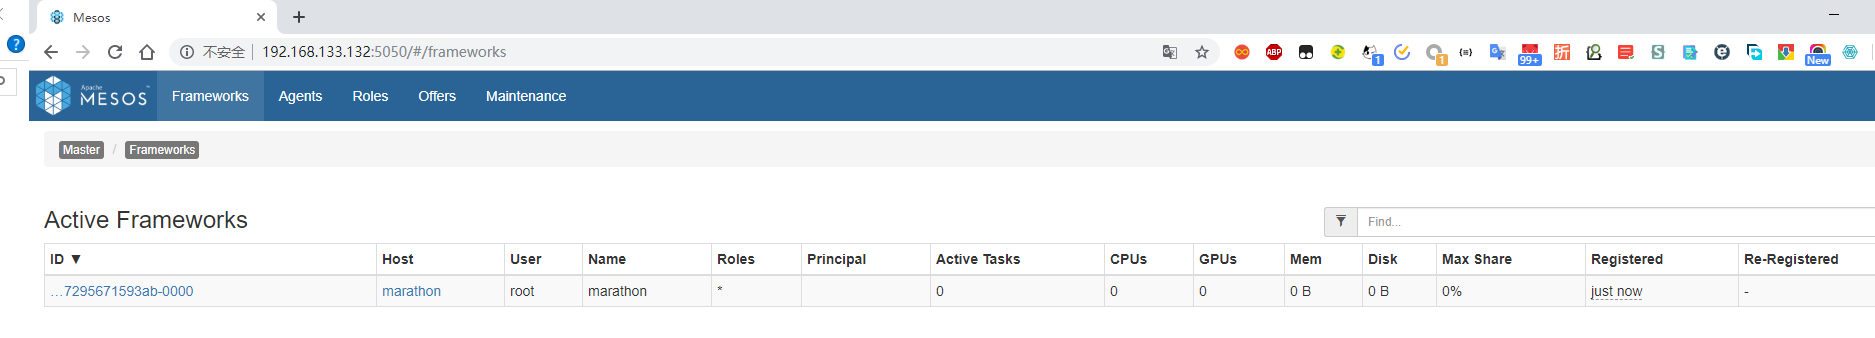 Mesos
不安全 | 192.168.133.132:5050/#/frameworks
ABP
1
1
99+
折
New
Apache
MESOS™
Frameworks
Agents
Roles
Offers
Maintenance
Master / Frameworks
Active Frameworks
Find...
ID ▼ Host User Name Roles Principal Active Tasks CPUs GPUs Mem Disk Max Share Registered Re-Registered
…7295671593ab-0000 marathon root marathon * 0 0 0 0 B 0 B 0% just now -